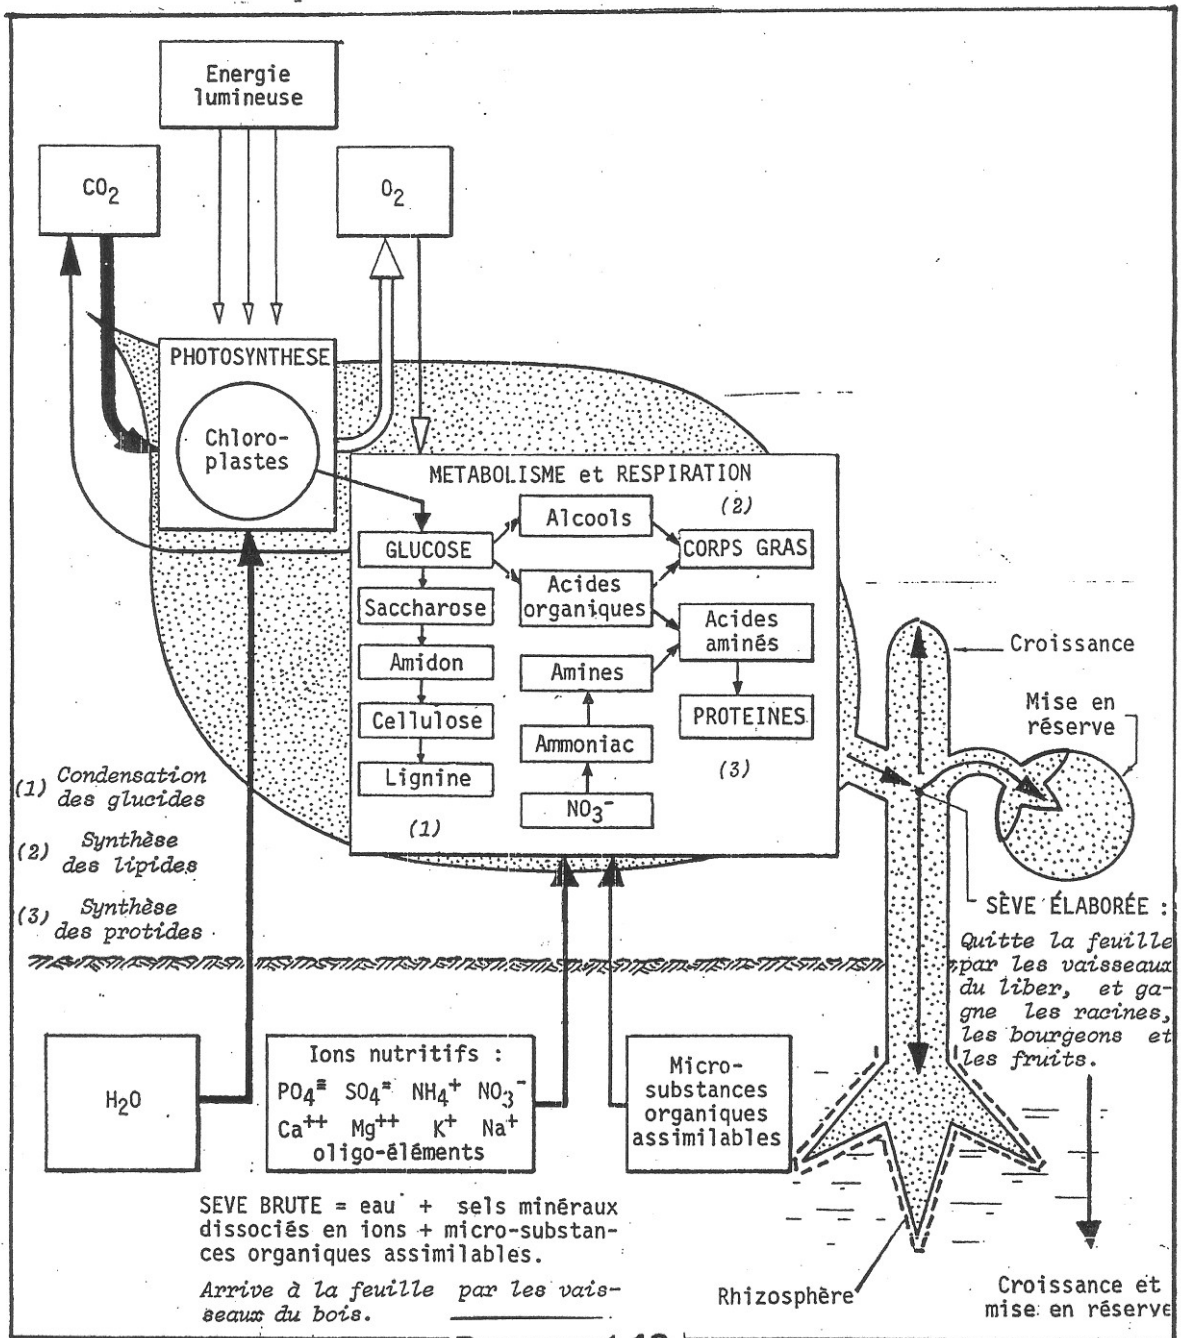 Energie
lumineuse
CO2
O2
PHOTOSYNTHESE
Chloro-
plastes
METABOLISME et RESPIRATION
(2)
Alcools
GLUCOSE
CORPS GRAS
Acides
organiques
Saccharose
Acides
aminés
Amidon
Amines
Cellulose
PROTEINES
Ammoniac
Lignine
(3)
NO3-
(1)
Croissance
Mise en
réserve
(1) Condensation
des glucides
(2) Synthèse
des lipides
(3) Synthèse
des protides
SÈVE ÉLABORÉE :
Quitte la feuille
par les vaisseaux
du liber, et ga-
gne les racines,
les bourgeons et
les fruits.
H2O
Ions nutritifs :
PO4≡ SO4= NH4+ NO3-
Ca++ Mg++ K+ Na+
oligo-éléments
Micro-
substances
organiques
assimilables
SEVE BRUTE = eau + sels minéraux
dissociés en ions + micro-substan-
ces organiques assimilables.
Arrive à la feuille par les vais-
seaux du bois.
Rhizosphère
Croissance et
mise en réserve